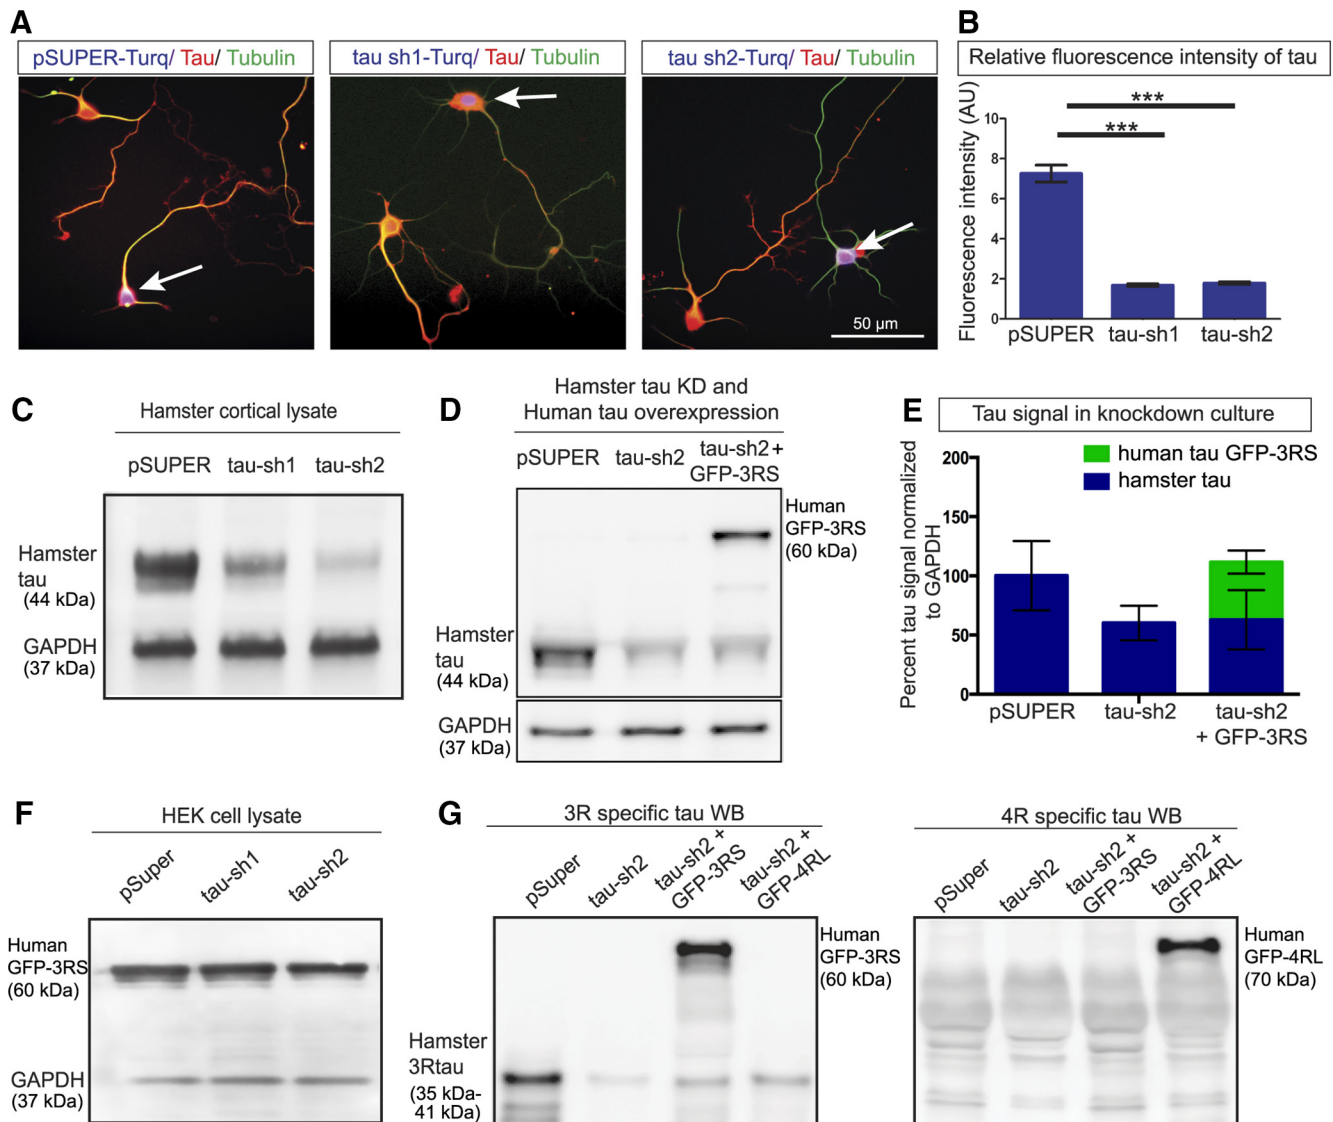 A
pSUPER-Turq/ Tau/ Tubulin
tau sh1-Turq/ Tau/ Tubulin
tau sh2-Turq/ Tau/ Tubulin
50 µm
B
Relative fluorescence intensity of tau
Fluorescence intensity (AU)
10
8
6
4
2
0
***
***
pSUPER
tau-sh1
tau-sh2
C
Hamster cortical lysate
pSUPER
tau-sh1
tau-sh2
Hamster
tau
(44 kDa)
GAPDH
(37 kDa)
D
Hamster tau KD and
Human tau overexpression
pSUPER
tau-sh2
tau-sh2 +
GFP-3RS
Human
GFP-3RS
(60 kDa)
Hamster
tau
(44 kDa)
GAPDH
(37 kDa)
E
Tau signal in knockdown culture
human tau GFP-3RS
hamster tau
Percent tau signal normalized
to GAPDH
200
150
100
50
0
pSUPER
tau-sh2
tau-sh2
+ GFP-3RS
F
HEK cell lysate
pSuper
tau-sh1
tau-sh2
Human
GFP-3RS
(60 kDa)
GAPDH
(37 kDa)
G
3R specific tau WB
pSuper
tau-sh2
tau-sh2 +
GFP-3RS
tau-sh2 +
GFP-4RL
Human
GFP-3RS
(60 kDa)
Hamster
3Rtau
(35 kDa-
41 kDa)
4R specific tau WB
pSuper
tau-sh2
tau-sh2 +
GFP-3RS
tau-sh2 +
GFP-4RL
Human
GFP-4RL
(70 kDa)